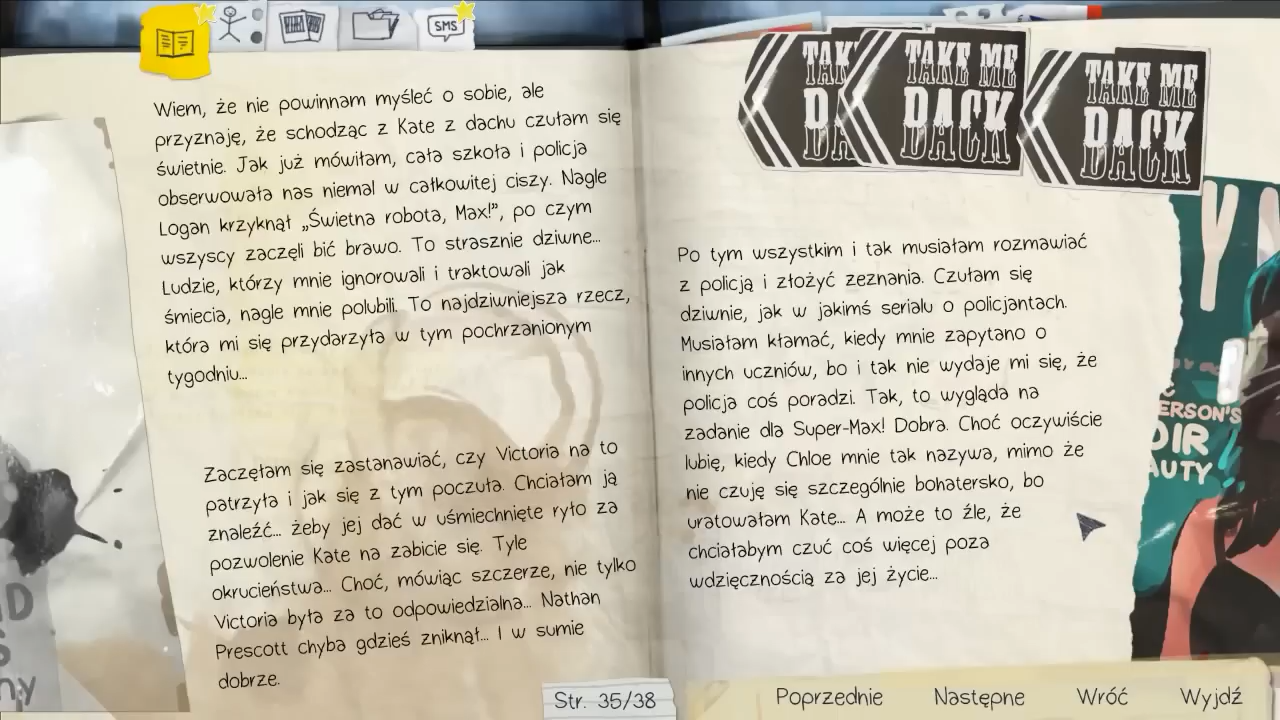 SMS
Wiem, że nie powinnam myśleć o sobie, ale
przyznaję, że schodząc z Kate z dachu czułam się
świetnie. Jak już mówiłam, cała szkoła i policja
obserwowała nas niemal w całkowitej ciszy. Nagle
Logan krzyknął „Świetna robota, Max!”, po czym
wszyscy zaczęli bić brawo. To strasznie dziwne...
Ludzie, którzy mnie ignorowali i traktowali jak
śmiecia, nagle mnie polubili. To najdziwniejsza rzecz,
która mi się przydarzyła w tym pochrzanionym
tygodniu...
Zaczęłam się zastanawiać, czy Victoria na to
patrzyła i jak się z tym poczuła. Chciałam ją
znaleźć... żeby jej dać w uśmiechnięte ryło za
pozwolenie Kate na zabicie się. Tyle
okrucieństwa... Choć, mówiąc szczerze, nie tylko
Victoria była za to odpowiedzialna... Nathan
Prescott chyba gdzieś zniknął... I w sumie
dobrze.
TAKE ME
DACK
TAKE ME
DACK
Po tym wszystkim i tak musiałam rozmawiać
z policją i złożyć zeznania. Czułam się
dziwnie, jak w jakimś serialu o policjantach.
Musiałam kłamać, kiedy mnie zapytano o
innych uczniów, bo i tak nie wydaje mi się, że
policja coś poradzi. Tak, to wygląda na
zadanie dla Super-Max! Dobra. Choć oczywiście
lubię, kiedy Chloe mnie tak nazywa, mimo że
nie czuję się szczególnie bohatersko, bo
uratowałam Kate... A może to źle, że
chciałabym czuć coś więcej poza
wdzięcznością za jej życie...
ERSON'S
OIR
AUTY
Str. 35/38
Poprzednie Następne Wróć Wyjdź